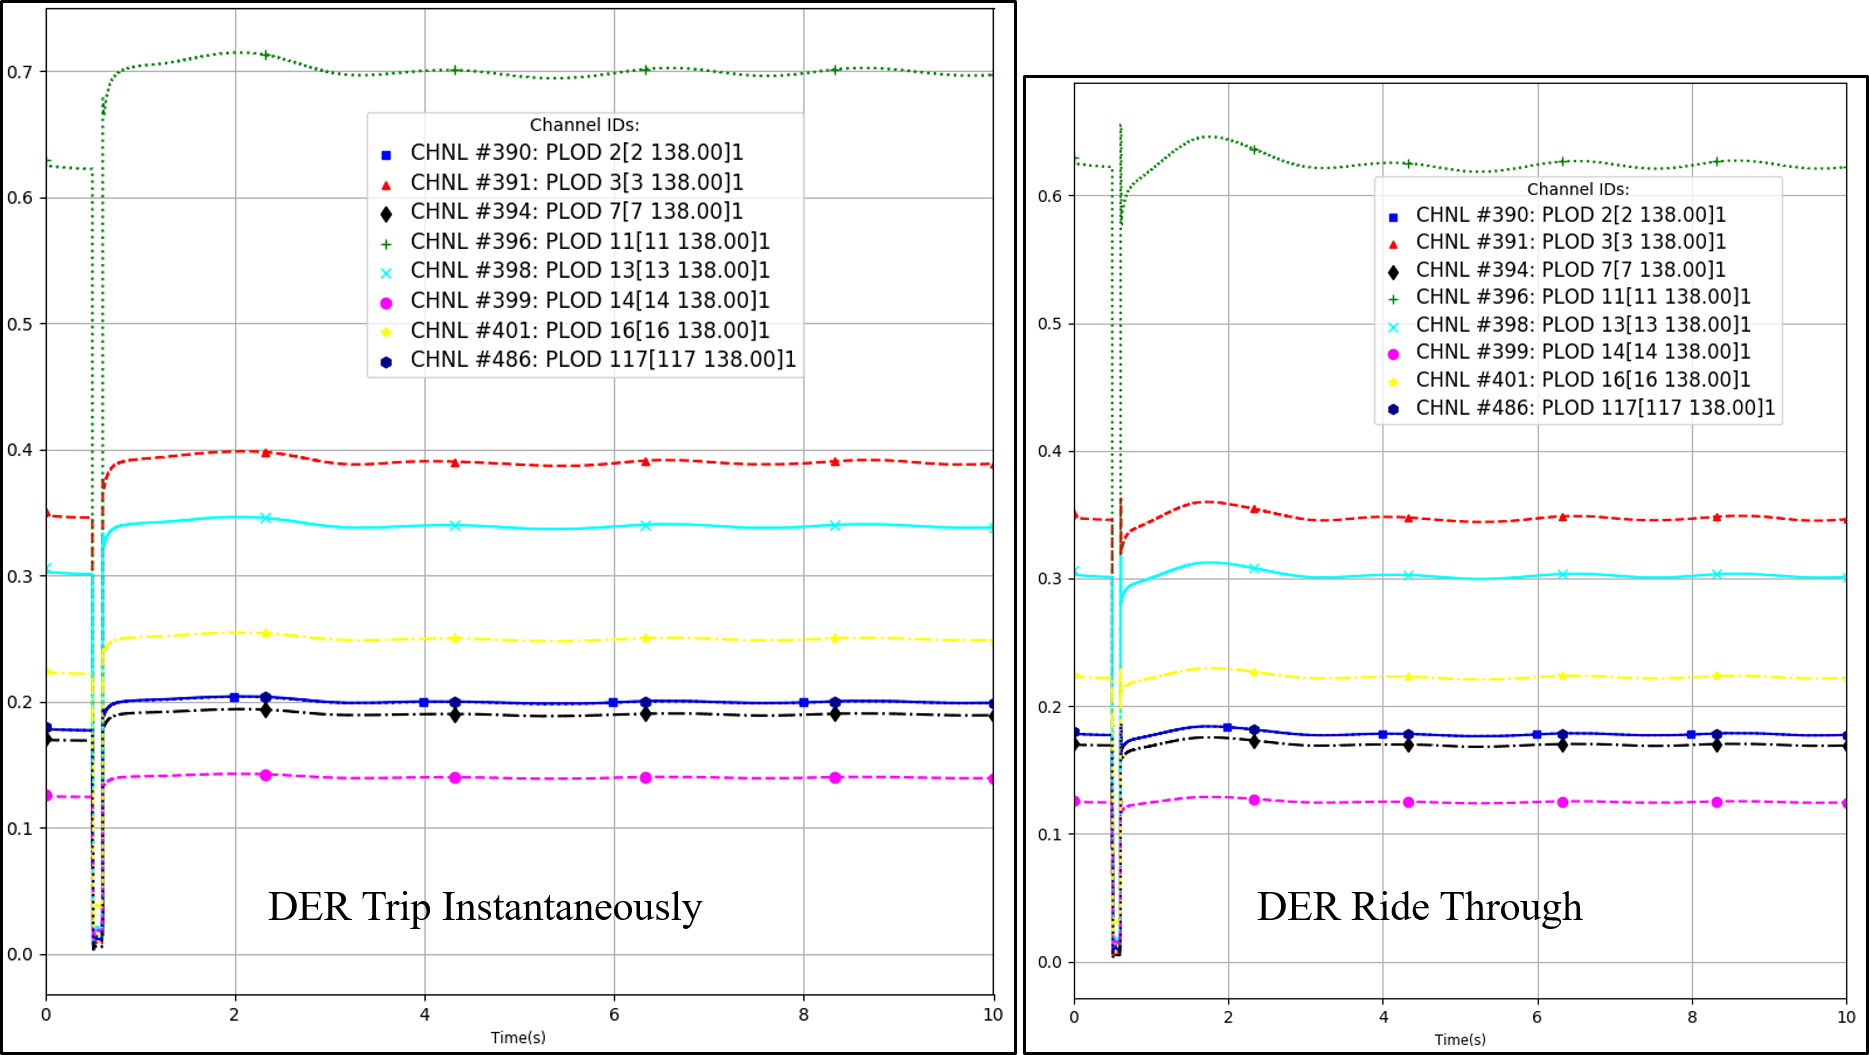 0.7
0.6
0.5
0.4
0.3
0.2
0.1
0.0
Channel IDs:
CHNL #390: PLOD 2[2 138.00]1
CHNL #391: PLOD 3[3 138.00]1
CHNL #394: PLOD 7[7 138.00]1
CHNL #396: PLOD 11[11 138.00]1
CHNL #398: PLOD 13[13 138.00]1
CHNL #399: PLOD 14[14 138.00]1
CHNL #401: PLOD 16[16 138.00]1
CHNL #486: PLOD 117[117 138.00]1
DER Trip Instantaneously
0 2 4 6 8 10
Time(s)
0.6
0.5
0.4
0.3
0.2
0.1
0.0
Channel IDs:
CHNL #390: PLOD 2[2 138.00]1
CHNL #391: PLOD 3[3 138.00]1
CHNL #394: PLOD 7[7 138.00]1
CHNL #396: PLOD 11[11 138.00]1
CHNL #398: PLOD 13[13 138.00]1
CHNL #399: PLOD 14[14 138.00]1
CHNL #401: PLOD 16[16 138.00]1
CHNL #486: PLOD 117[117 138.00]1
DER Ride Through
0 2 4 6 8 10
Time(s)